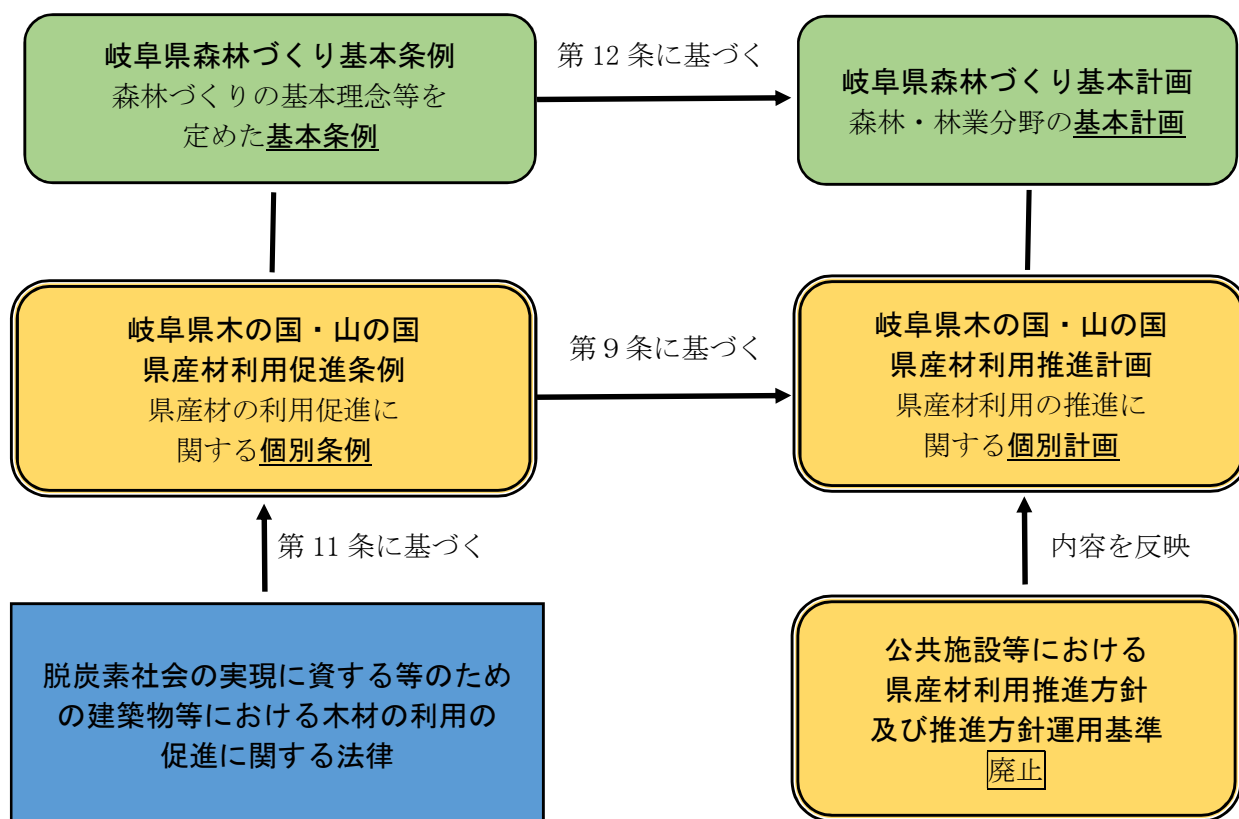 岐阜県森林づくり基本条例
森林づくりの基本理念等を
定めた基本条例
第 12 条に基づく
岐阜県森林づくり基本計画
森林・林業分野の基本計画
岐阜県木の国・山の国
県産材利用促進条例
県産材の利用促進に
関する個別条例
第９条に基づく
岐阜県木の国・山の国
県産材利用推進計画
県産材利用の推進に
関する個別計画
第 11 条に基づく
内容を反映
脱炭素社会の実現に資する等のため
の建築物等における木材の利用の
促進に関する法律
公共施設等における
県産材利用推進方針
及び推進方針運用基準
廃止